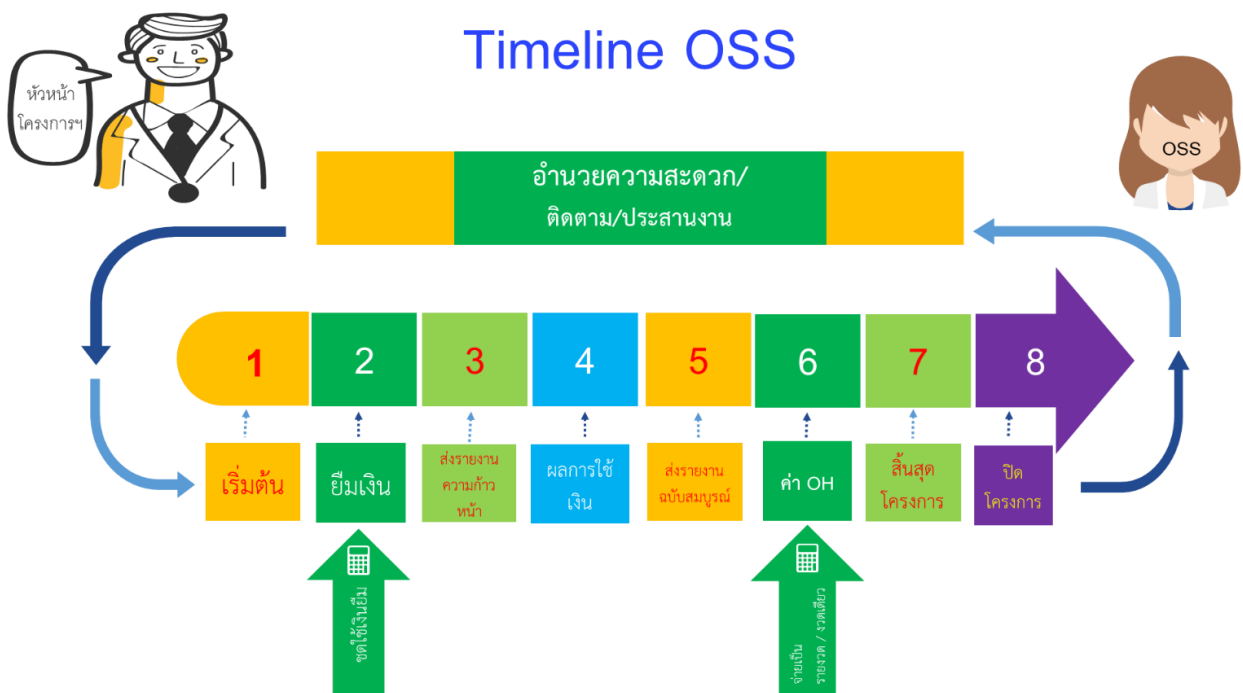 Timeline OSS
หัวหน้า
โครงการฯ
OSS
อำนวยความสะดวก/
ติดตาม/ประสานงาน
1
2
3
4
5
6
7
8
เริ่มต้น
ยืมเงิน
ส่งรายงาน
ความก้าว
หน้า
ผลการใช้
เงิน
ส่งรายงาน
ฉบับสมบูรณ์
ค่า OH
สิ้นสุด
โครงการ
ปิด
โครงการ
ชดใช้เงินยืม
จ่ายเป็น
รายงวด / งวดเดียว